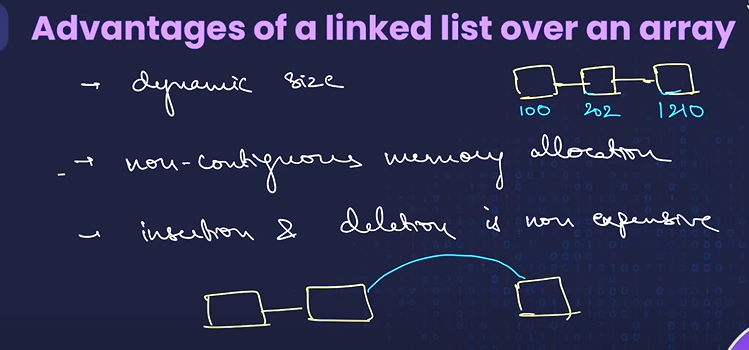 Advantages of a linked list over an array
→ dynamic size
100 202 1210
→ non-contiguous memory allocation
→ insertion & deletion is non expensive